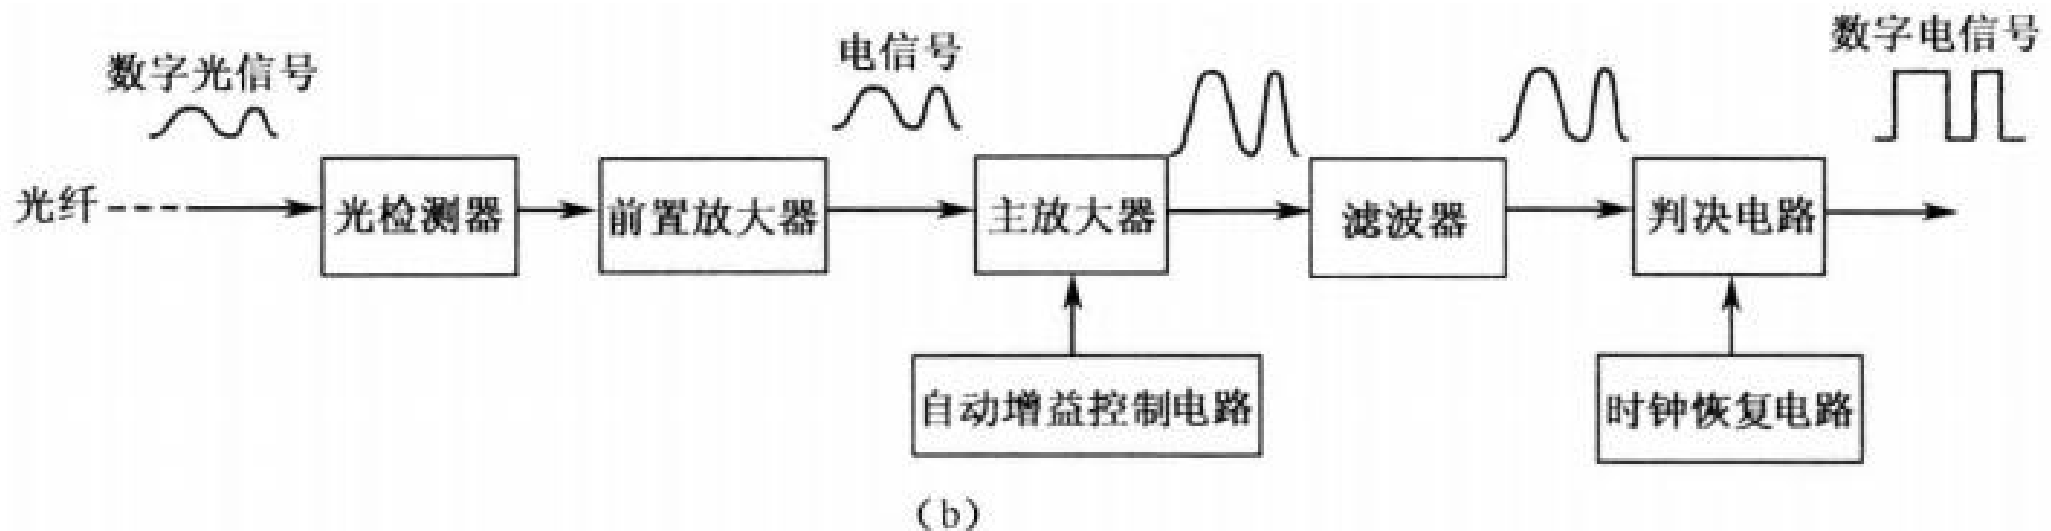 数字光信号
电信号
数字电信号
光纤
光检测器
前置放大器
主放大器
滤波器
判决电路
自动增益控制电路
时钟恢复电路
(b)